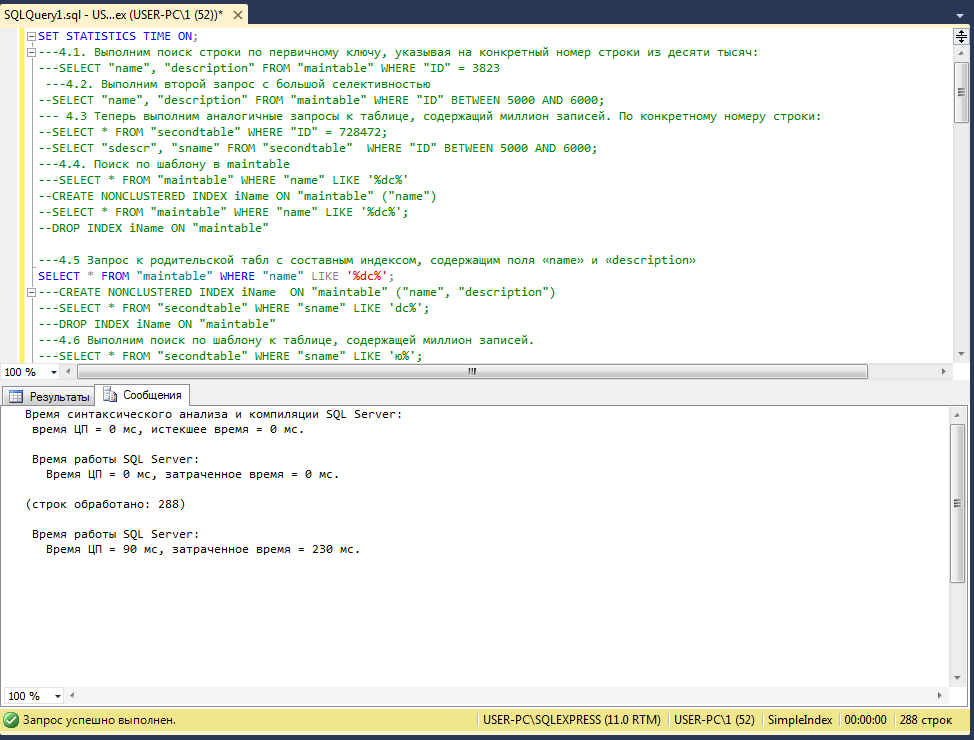 SQLQuery1.sql - US...ex (USER-PC\1 (52))*
SET STATISTICS TIME ON;
---4.1. Выполним поиск строки по первичному ключу, указывая на конкретный номер строки из десяти тысяч:
---SELECT "name", "description" FROM "maintable" WHERE "ID" = 3823
---4.2. Выполним второй запрос с большой селективностью
--SELECT "name", "description" FROM "maintable" WHERE "ID" BETWEEN 5000 AND 6000;
--- 4.3 Теперь выполним аналогичные запросы к таблице, содержащий миллион записей. По конкретному номеру строки:
--SELECT * FROM "secondtable" WHERE "ID" = 728472;
--SELECT "sdescr", "sname" FROM "secondtable"  WHERE "ID" BETWEEN 5000 AND 6000;
---4.4. Поиск по шаблону в maintable
---SELECT * FROM "maintable" WHERE "name" LIKE '%dc%'
--CREATE NONCLUSTERED INDEX iName ON "maintable" ("name")
--SELECT * FROM "maintable" WHERE "name" LIKE '%dc%';
--DROP INDEX iName ON "maintable"
---4.5 Запрос к родительской табл с составным индексом, содержащим поля «name» и «description»
SELECT * FROM "maintable" WHERE "name" LIKE '%dc%';
---CREATE NONCLUSTERED INDEX iName  ON "maintable" ("name", "description")
---SELECT * FROM "secondtable" WHERE "sname" LIKE 'dc%';
---DROP INDEX iName ON "maintable"
---4.6 Выполним поиск по шаблону к таблице, содержащей миллион записей.
---SELECT * FROM "secondtable" WHERE "sname" LIKE 'ю%';
100 %
Результаты Сообщения
Время синтаксического анализа и компиляции SQL Server:
время ЦП = 0 мс, истекшее время = 0 мс.
Время работы SQL Server:
Время ЦП = 0 мс, затраченное время = 0 мс.
(строк обработано: 288)
Время работы SQL Server:
Время ЦП = 90 мс, затраченное время = 230 мс.
100 %
Запрос успешно выполнен. USER-PC\SQLEXPRESS (11.0 RTM) USER-PC\1 (52) SimpleIndex 00:00:00 288 строк